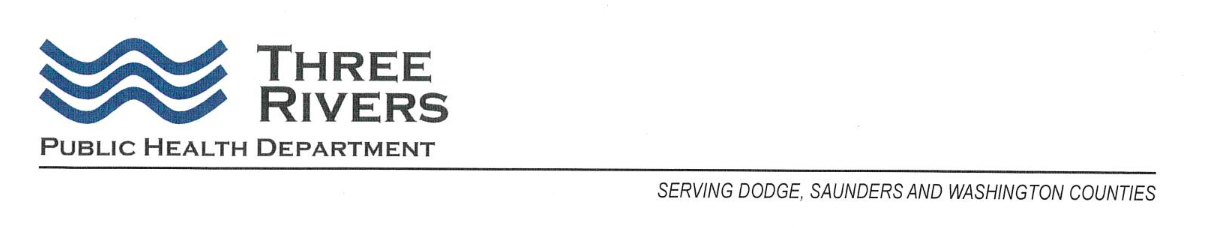 THREE
RIVERS
PUBLIC HEALTH DEPARTMENT
SERVING DODGE, SAUNDERS AND WASHINGTON COUNTIES